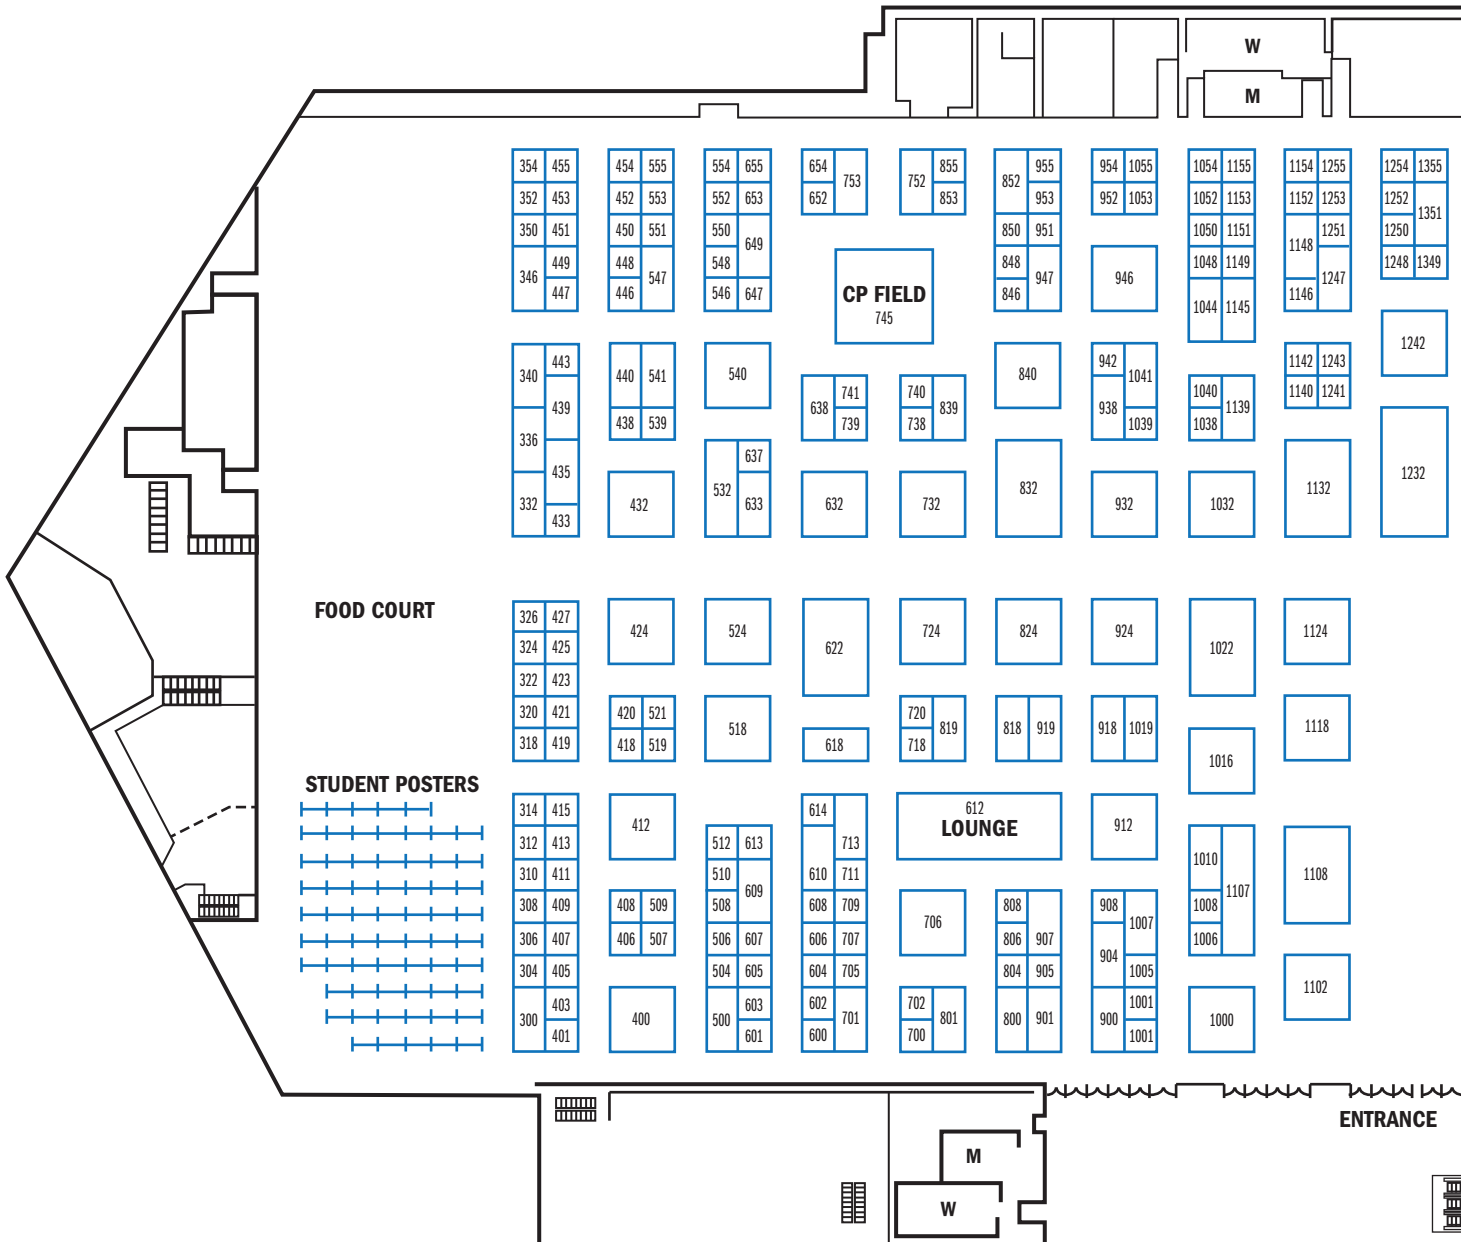 W
M
354 455 454 555 554 655 654 753 752 855 852 955 954 1055 1054 1155 1154 1255 1254 1355
352 453 452 553 552 653 652 853 953 952 1053 1052 1153 1152 1253 1252 1351
350 451 450 551 550 649 850 951 1050 1151 1148 1251 1250
346 449 448 547 548 848 947 946 1048 1149 1247 1248 1349
447 446 546 647 CP FIELD 846 1044 1145 1146
745
340 443 440 541 540 840 942 1041 1142 1243 1242
439 638 741 740 839 938 1040 1139 1140 1241
336 438 539 739 738 1039 1038
435 532 637 832 1132 1232
332 433 432 633 632 732 932 1032
FOOD COURT
326 427 424 524 622 724 824 924 1022 1124
324 425
322 423
320 421 420 521 518 720 819 818 919 918 1019 1118
318 419 418 519 618 718 1016
STUDENT POSTERS
314 415 412 614 612 912
LOUNGE
312 413 512 613 713 1010 1108
310 411 510 609 610 711 1107
308 409 408 509 508 608 709 706 808 908 1007 1008
306 407 406 507 506 607 606 707 806 907 904 1006
304 405 504 605 604 705 804 905 1005 1102
300 403 400 500 603 602 701 702 801 800 901 900 1001 1000
401 601 600 700 1001
ENTRANCE
M
W